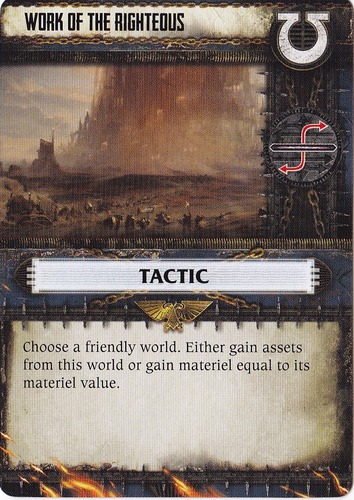 WORK OF THE RIGHTEOUS
TACTIC
Choose a friendly world. Either gain assets
from this world or gain materiel equal to its
materiel value.